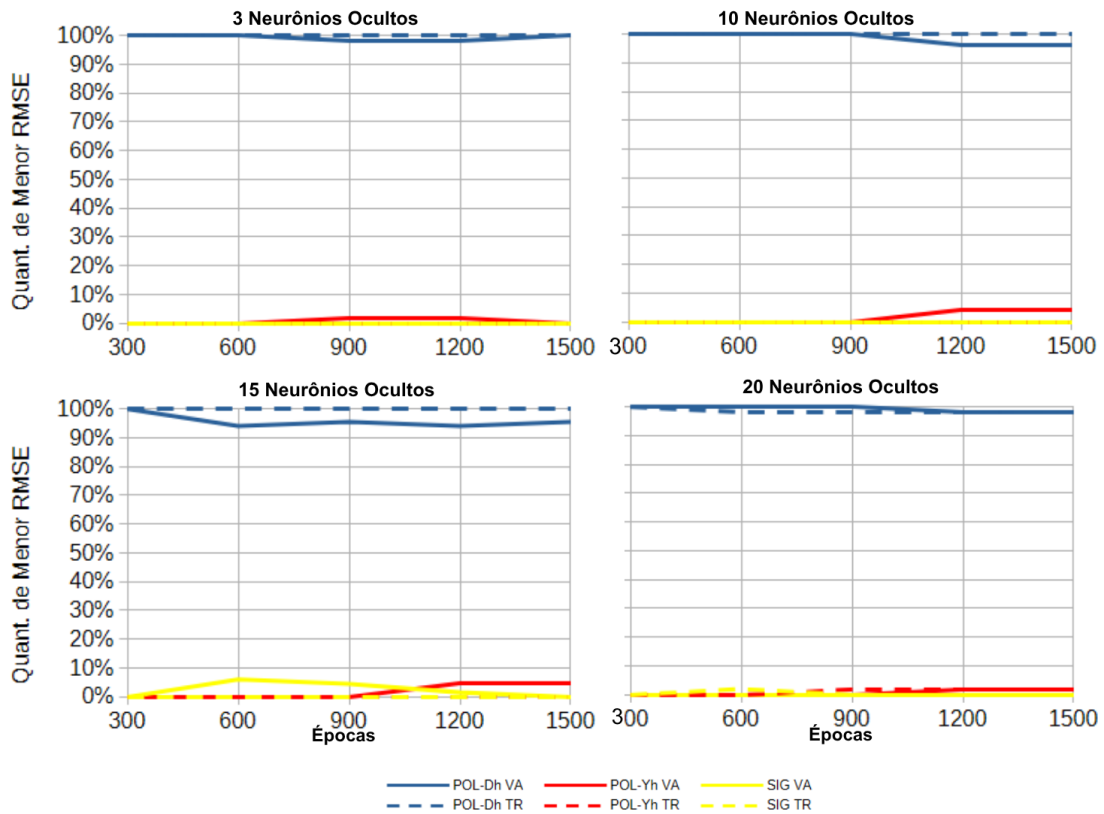 3 Neurônios Ocultos
10 Neurônios Ocultos
Quant. de Menor RMSE
100%
90%
80%
70%
60%
50%
40%
30%
20%
10%
0%
300 600 900 1200 1500
300 600 900 1200 1500
15 Neurônios Ocultos
20 Neurônios Ocultos
Quant. de Menor RMSE
100%
90%
80%
70%
60%
50%
40%
30%
20%
10%
0%
300 600 900 1200 1500
Épocas
300 600 900 1200 1500
Épocas
POL-Dh VA POL-Yh VA SIG VA
POL-Dh TR POL-Yh TR SIG TR